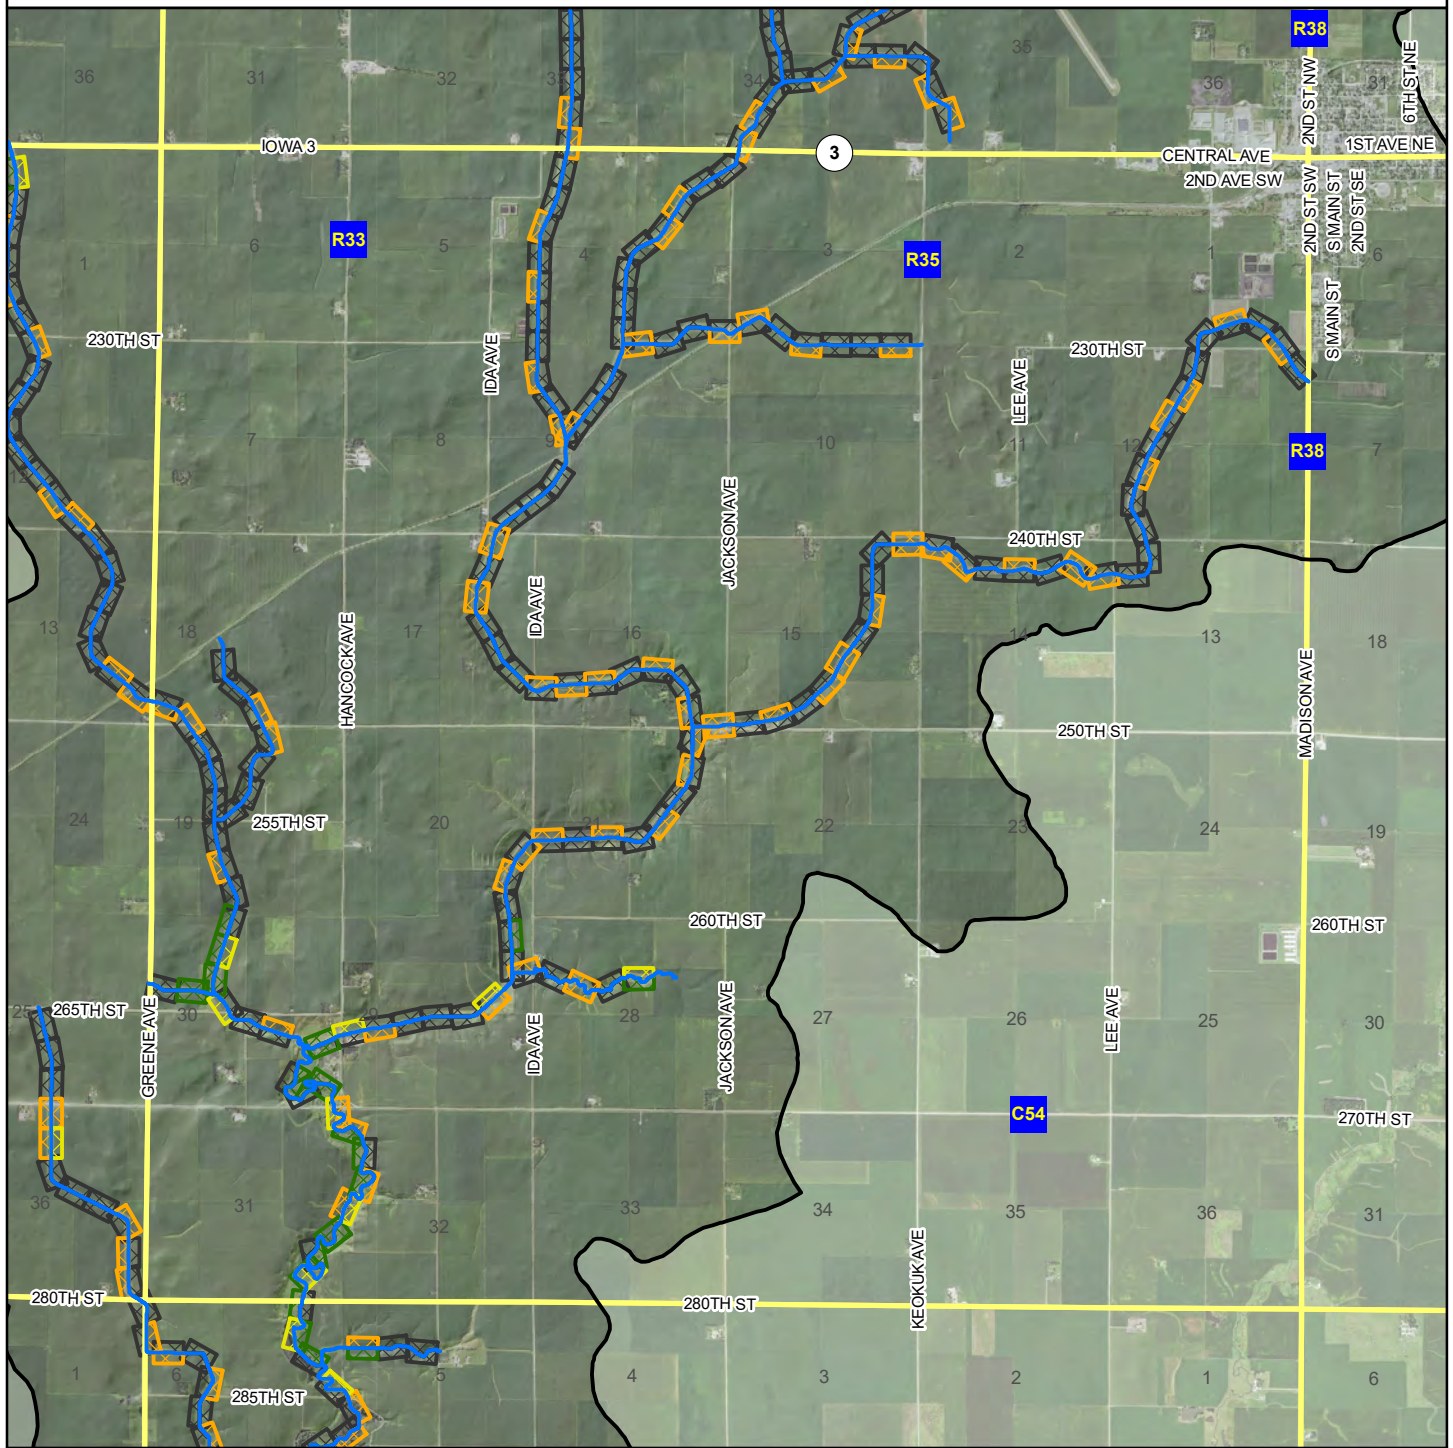 R38
36
31
32
33
34
35
36
31
2ND ST NW
6TH ST NE
IOWA 3
3
CENTRAL AVE
1ST AVE NE
2ND AVE SW
2ND ST SW
S MAIN ST
2ND ST SE
R33
R35
1
6
5
4
3
2
1
6
230TH ST
IDA AVE
LEE AVE
230TH ST
S MAIN ST
12
7
8
9
10
11
12
R38
7
JACKSON AVE
240TH ST
IDA AVE
HANCOCK AVE
13
18
17
16
15
14
13
18
MADISON AVE
250TH ST
24
19
255TH ST
20
21
22
23
24
19
260TH ST
260TH ST
25
265TH ST
GREENE AVE
30
29
IDA AVE
28
JACKSON AVE
27
26
LEE AVE
25
30
C54
270TH ST
36
31
32
33
34
35
36
31
KEOKUK AVE
280TH ST
280TH ST
1
6
5
4
3
2
1
6
285TH ST